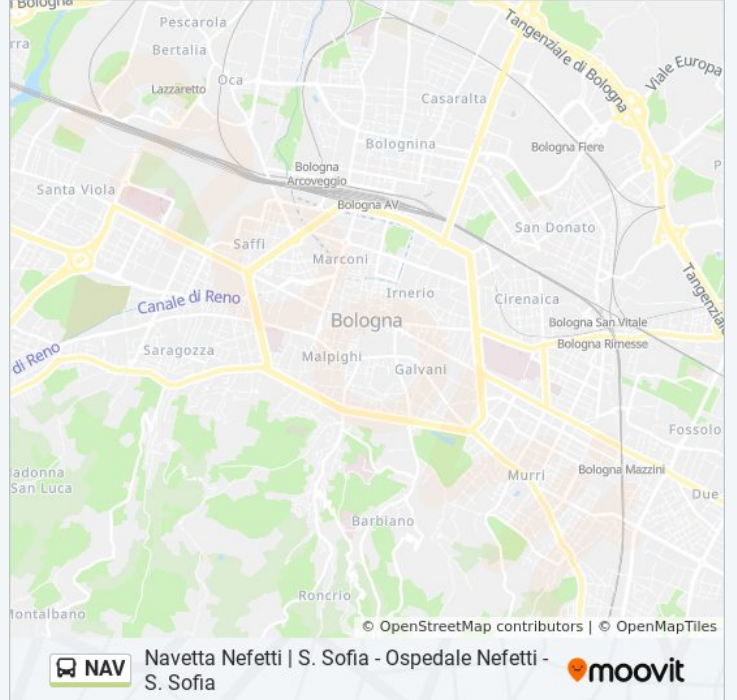 i Bologna
Pescarola
Bertalia
Oca
Lazzaretto
Tangenziale di Bologna
Viale Europa
Casaralta
Bolognina
Bologna Fiere
Bologna
Arcoveggio
Santa Viola
Bologna AV
San Donato
Saffi
Marconi
Irnerio
Cirenaica
Tangenziale
Canale di Reno
Bologna
Bologna San Vitale
Bologna Rimesse
di Reno
Saragozza
Malpighi
Galvani
Fossolo
adonna
San Luca
Murri
Bologna Mazzini
Due
Barbiano
Roncrio
Montalbano
© OpenStreetMap contributors | © OpenMapTiles
NAV
Navetta Nefetti | S. Sofia - Ospedale Nefetti -
S. Sofia
moovit